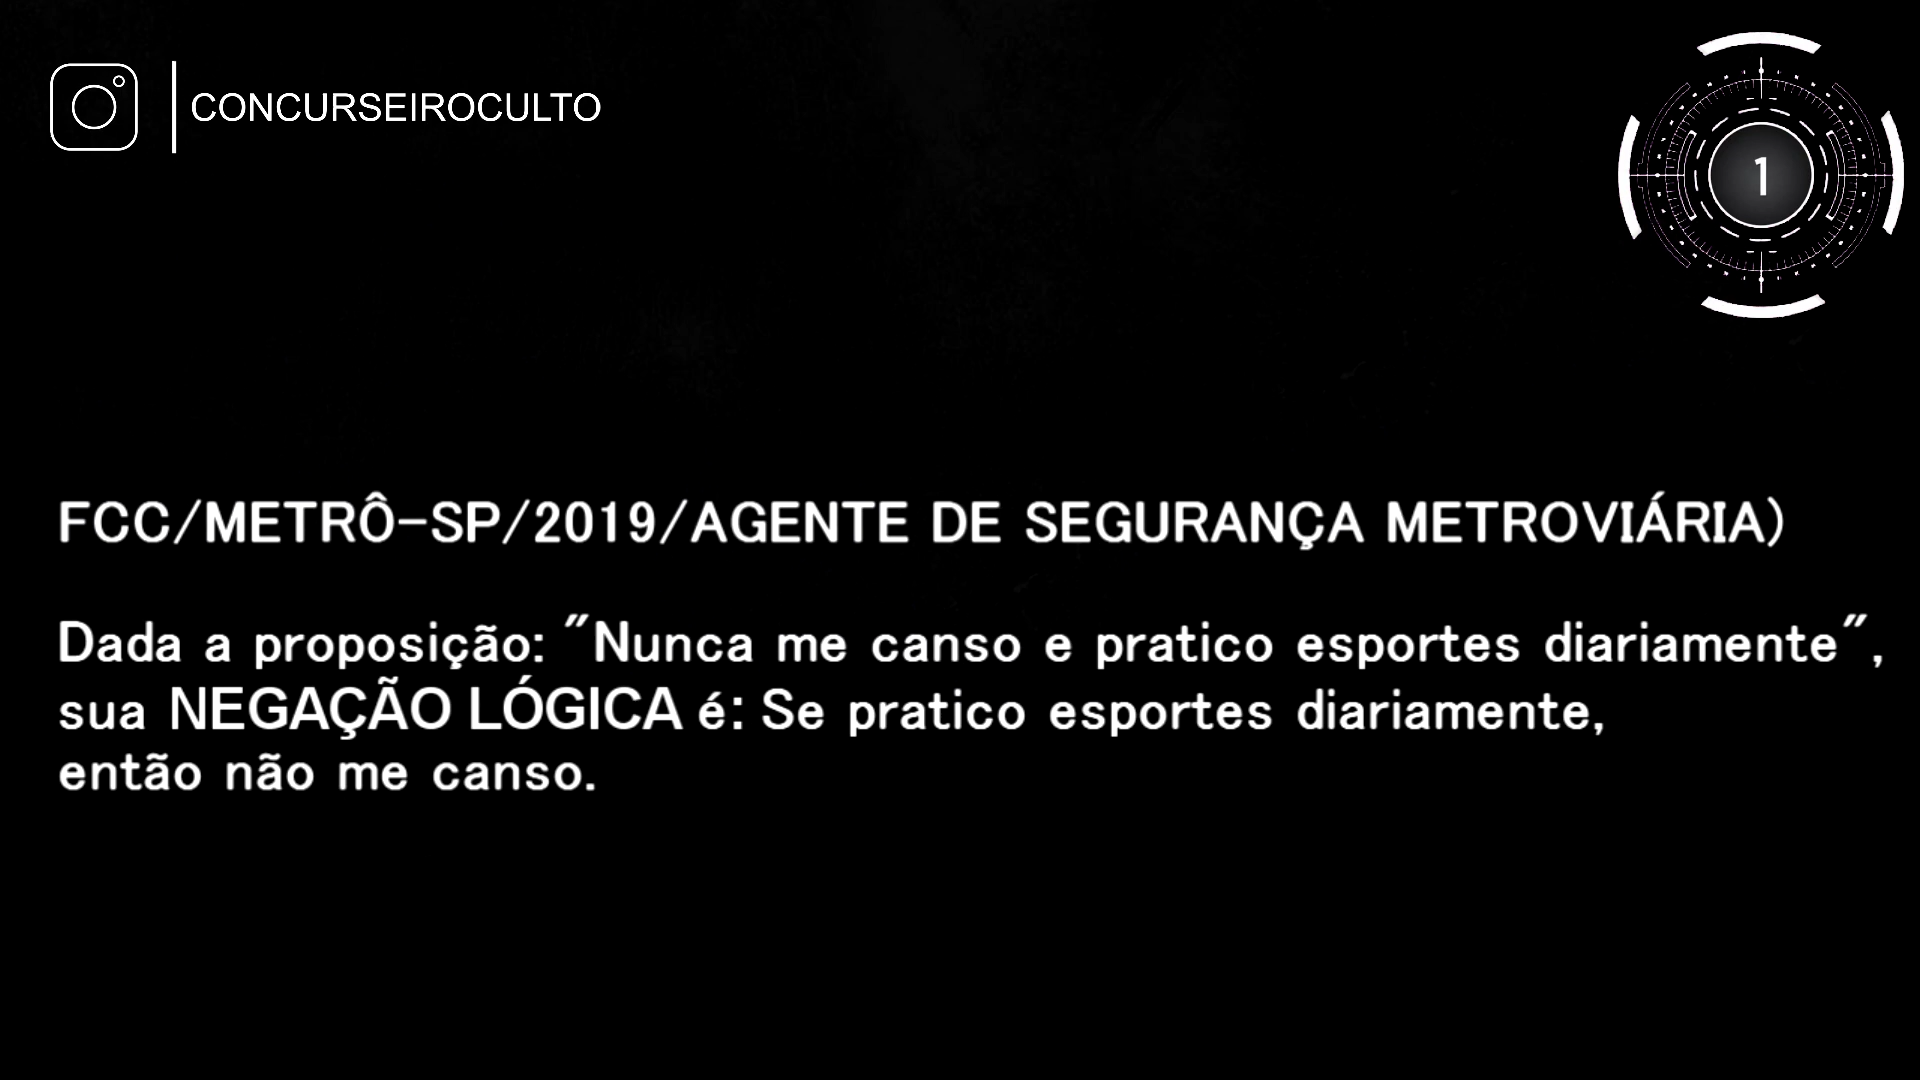 CONCURSEIROCULTO
1
FCC/METRÔ-SP/2019/AGENTE DE SEGURANÇA METROVIÁRIA)
Dada a proposição: "Nunca me canso e pratico esportes diariamente",
sua NEGAÇÃO LÓGICA é: Se pratico esportes diariamente,
então não me canso.